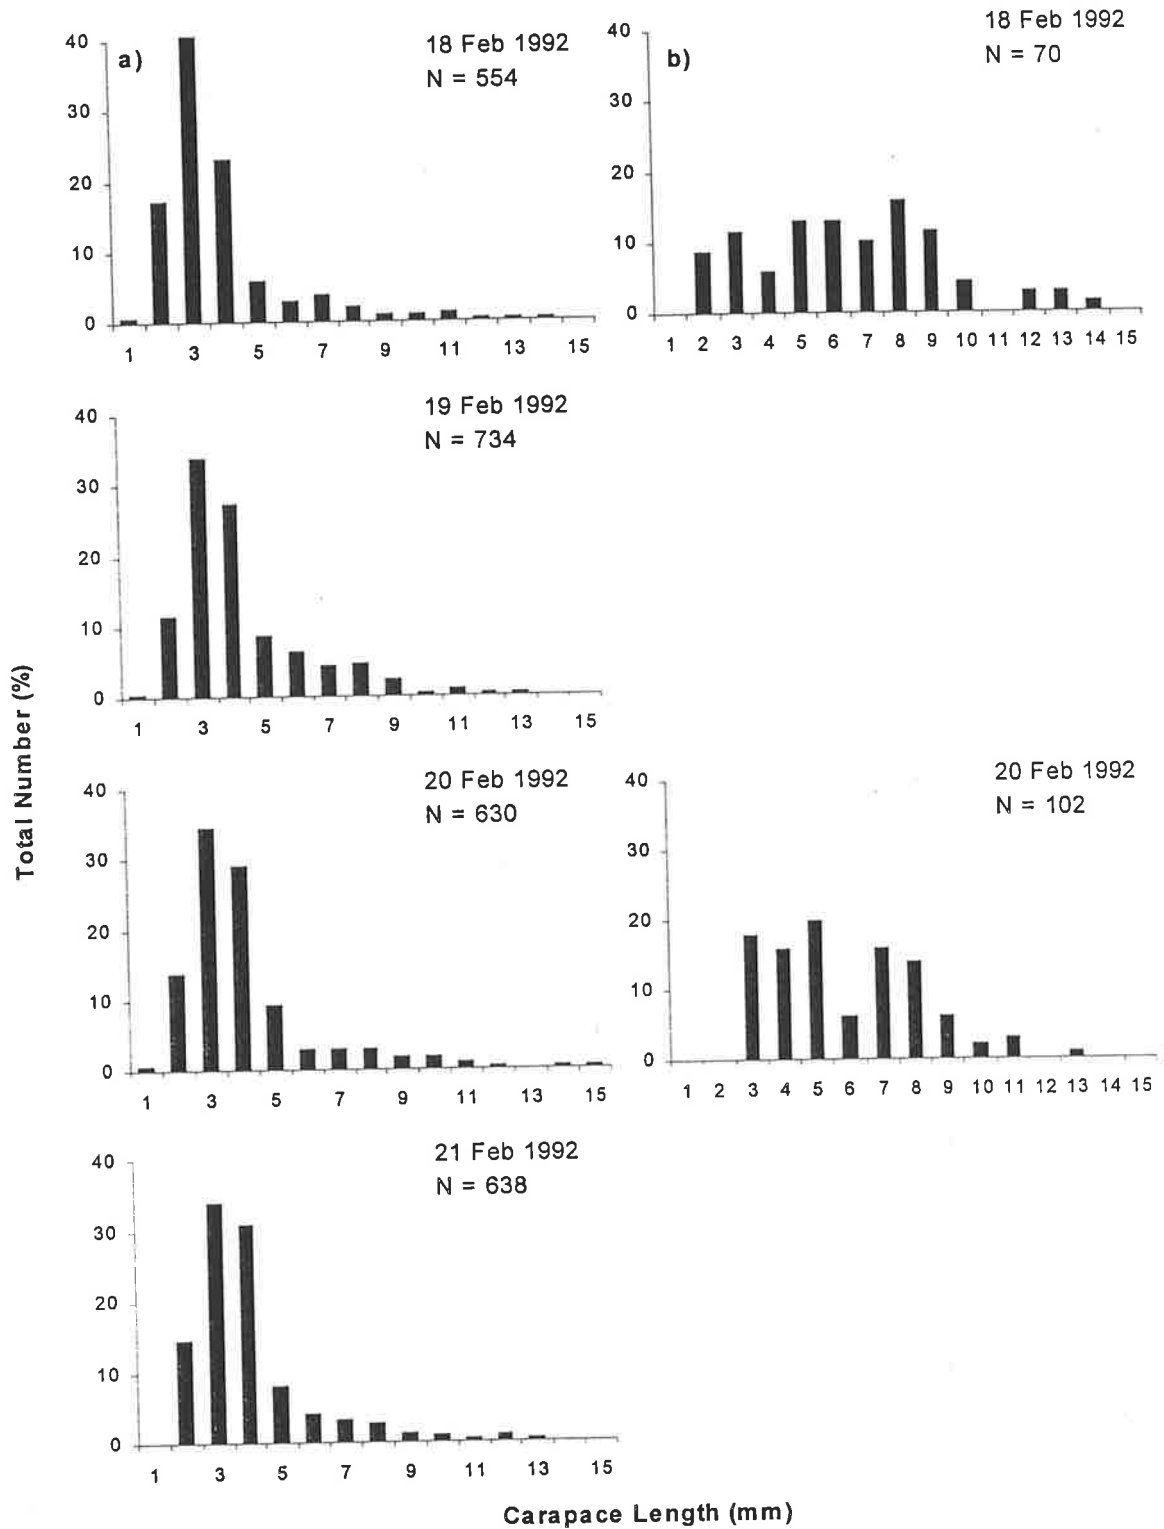 a)
18 Feb 1992
N = 554
40
30
20
10
0
1 3 5 7 9 11 13 15
b)
18 Feb 1992
N = 70
40
30
20
10
0
1 2 3 4 5 6 7 8 9 10 11 12 13 14 15
19 Feb 1992
N = 734
40
30
20
10
0
1 3 5 7 9 11 13 15
20 Feb 1992
N = 630
40
30
20
10
0
1 3 5 7 9 11 13 15
20 Feb 1992
N = 102
40
30
20
10
0
1 2 3 4 5 6 7 8 9 10 11 12 13 14 15
21 Feb 1992
N = 638
40
30
20
10
0
1 3 5 7 9 11 13 15
Total Number (%)
Carapace Length (mm)